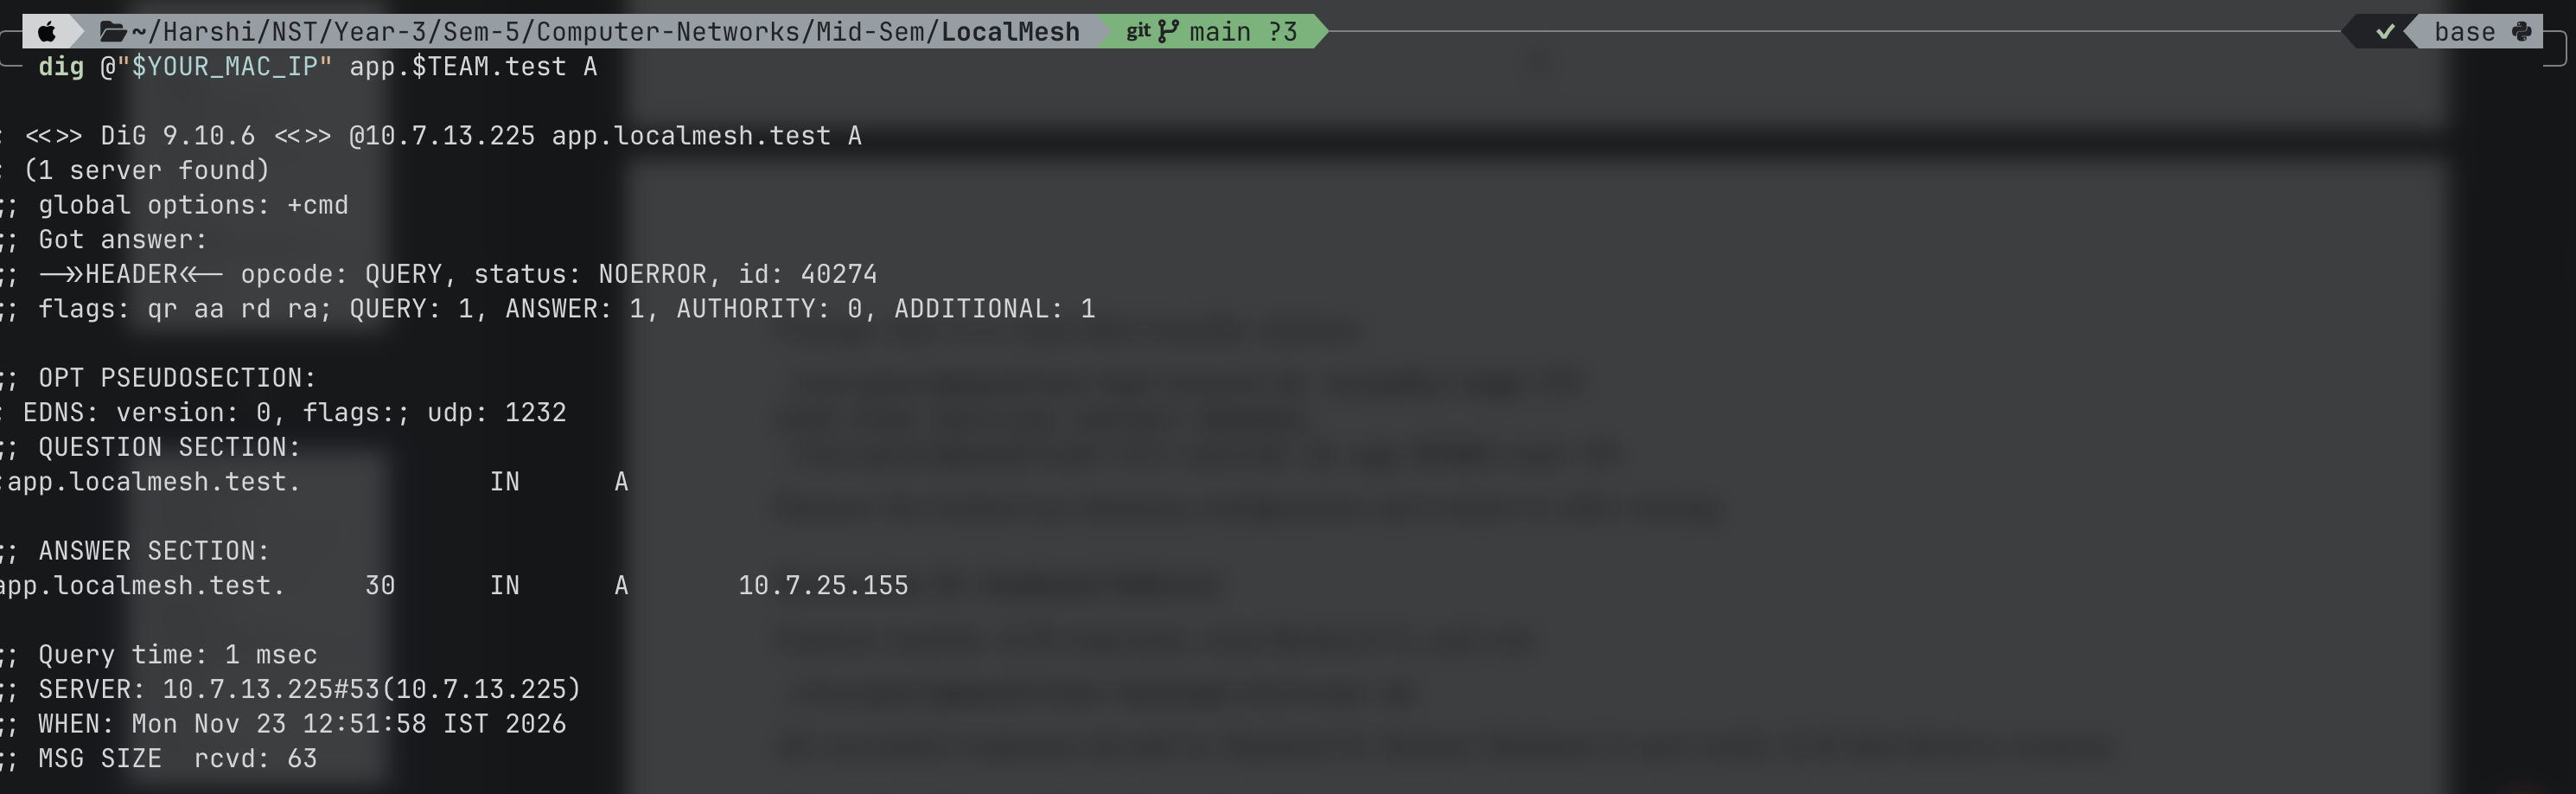 ~/Harshi/NST/Year-3/Sem-5/Computer-Networks/Mid-Sem/LocalMesh git main ?3 ✓ base
dig @"$YOUR_MAC_IP" app.$TEAM.test A
; <<>> DiG 9.10.6 <<>> @10.7.13.225 app.localmesh.test A
; (1 server found)
;; global options: +cmd
;; Got answer:
;; ->>HEADER<<- opcode: QUERY, status: NOERROR, id: 40274
;; flags: qr aa rd ra; QUERY: 1, ANSWER: 1, AUTHORITY: 0, ADDITIONAL: 1
;; OPT PSEUDOSECTION:
; EDNS: version: 0, flags:; udp: 1232
;; QUESTION SECTION:
;app.localmesh.test. IN A
;; ANSWER SECTION:
app.localmesh.test. 30 IN A 10.7.25.155
;; Query time: 1 msec
;; SERVER: 10.7.13.225#53(10.7.13.225)
;; WHEN: Mon Nov 23 12:51:58 IST 2026
;; MSG SIZE rcvd: 63